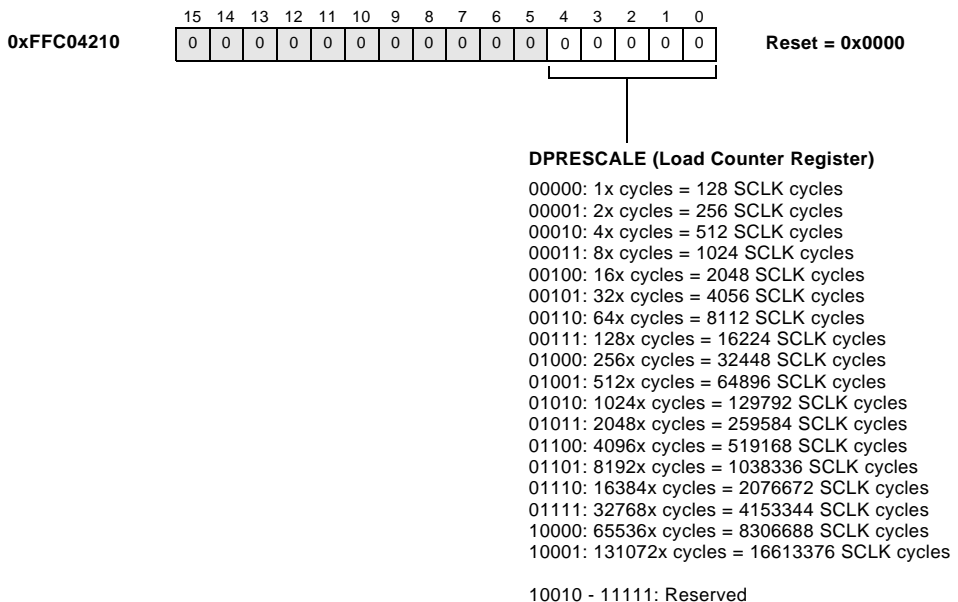 15 14 13 12 11 10 9 8 7 6 5 4 3 2 1 0
0xFFC04210 0 0 0 0 0 0 0 0 0 0 0 0 0 0 0 0 Reset = 0x0000
DPRESCALE (Load Counter Register)
00000: 1x cycles = 128 SCLK cycles
00001: 2x cycles = 256 SCLK cycles
00010: 4x cycles = 512 SCLK cycles
00011: 8x cycles = 1024 SCLK cycles
00100: 16x cycles = 2048 SCLK cycles
00101: 32x cycles = 4056 SCLK cycles
00110: 64x cycles = 8112 SCLK cycles
00111: 128x cycles = 16224 SCLK cycles
01000: 256x cycles = 32448 SCLK cycles
01001: 512x cycles = 64896 SCLK cycles
01010: 1024x cycles = 129792 SCLK cycles
01011: 2048x cycles = 259584 SCLK cycles
01100: 4096x cycles = 519168 SCLK cycles
01101: 8192x cycles = 1038336 SCLK cycles
01110: 16384x cycles = 2076672 SCLK cycles
01111: 32768x cycles = 4153344 SCLK cycles
10000: 65536x cycles = 8306688 SCLK cycles
10001: 131072x cycles = 16613376 SCLK cycles
10010 - 11111: Reserved